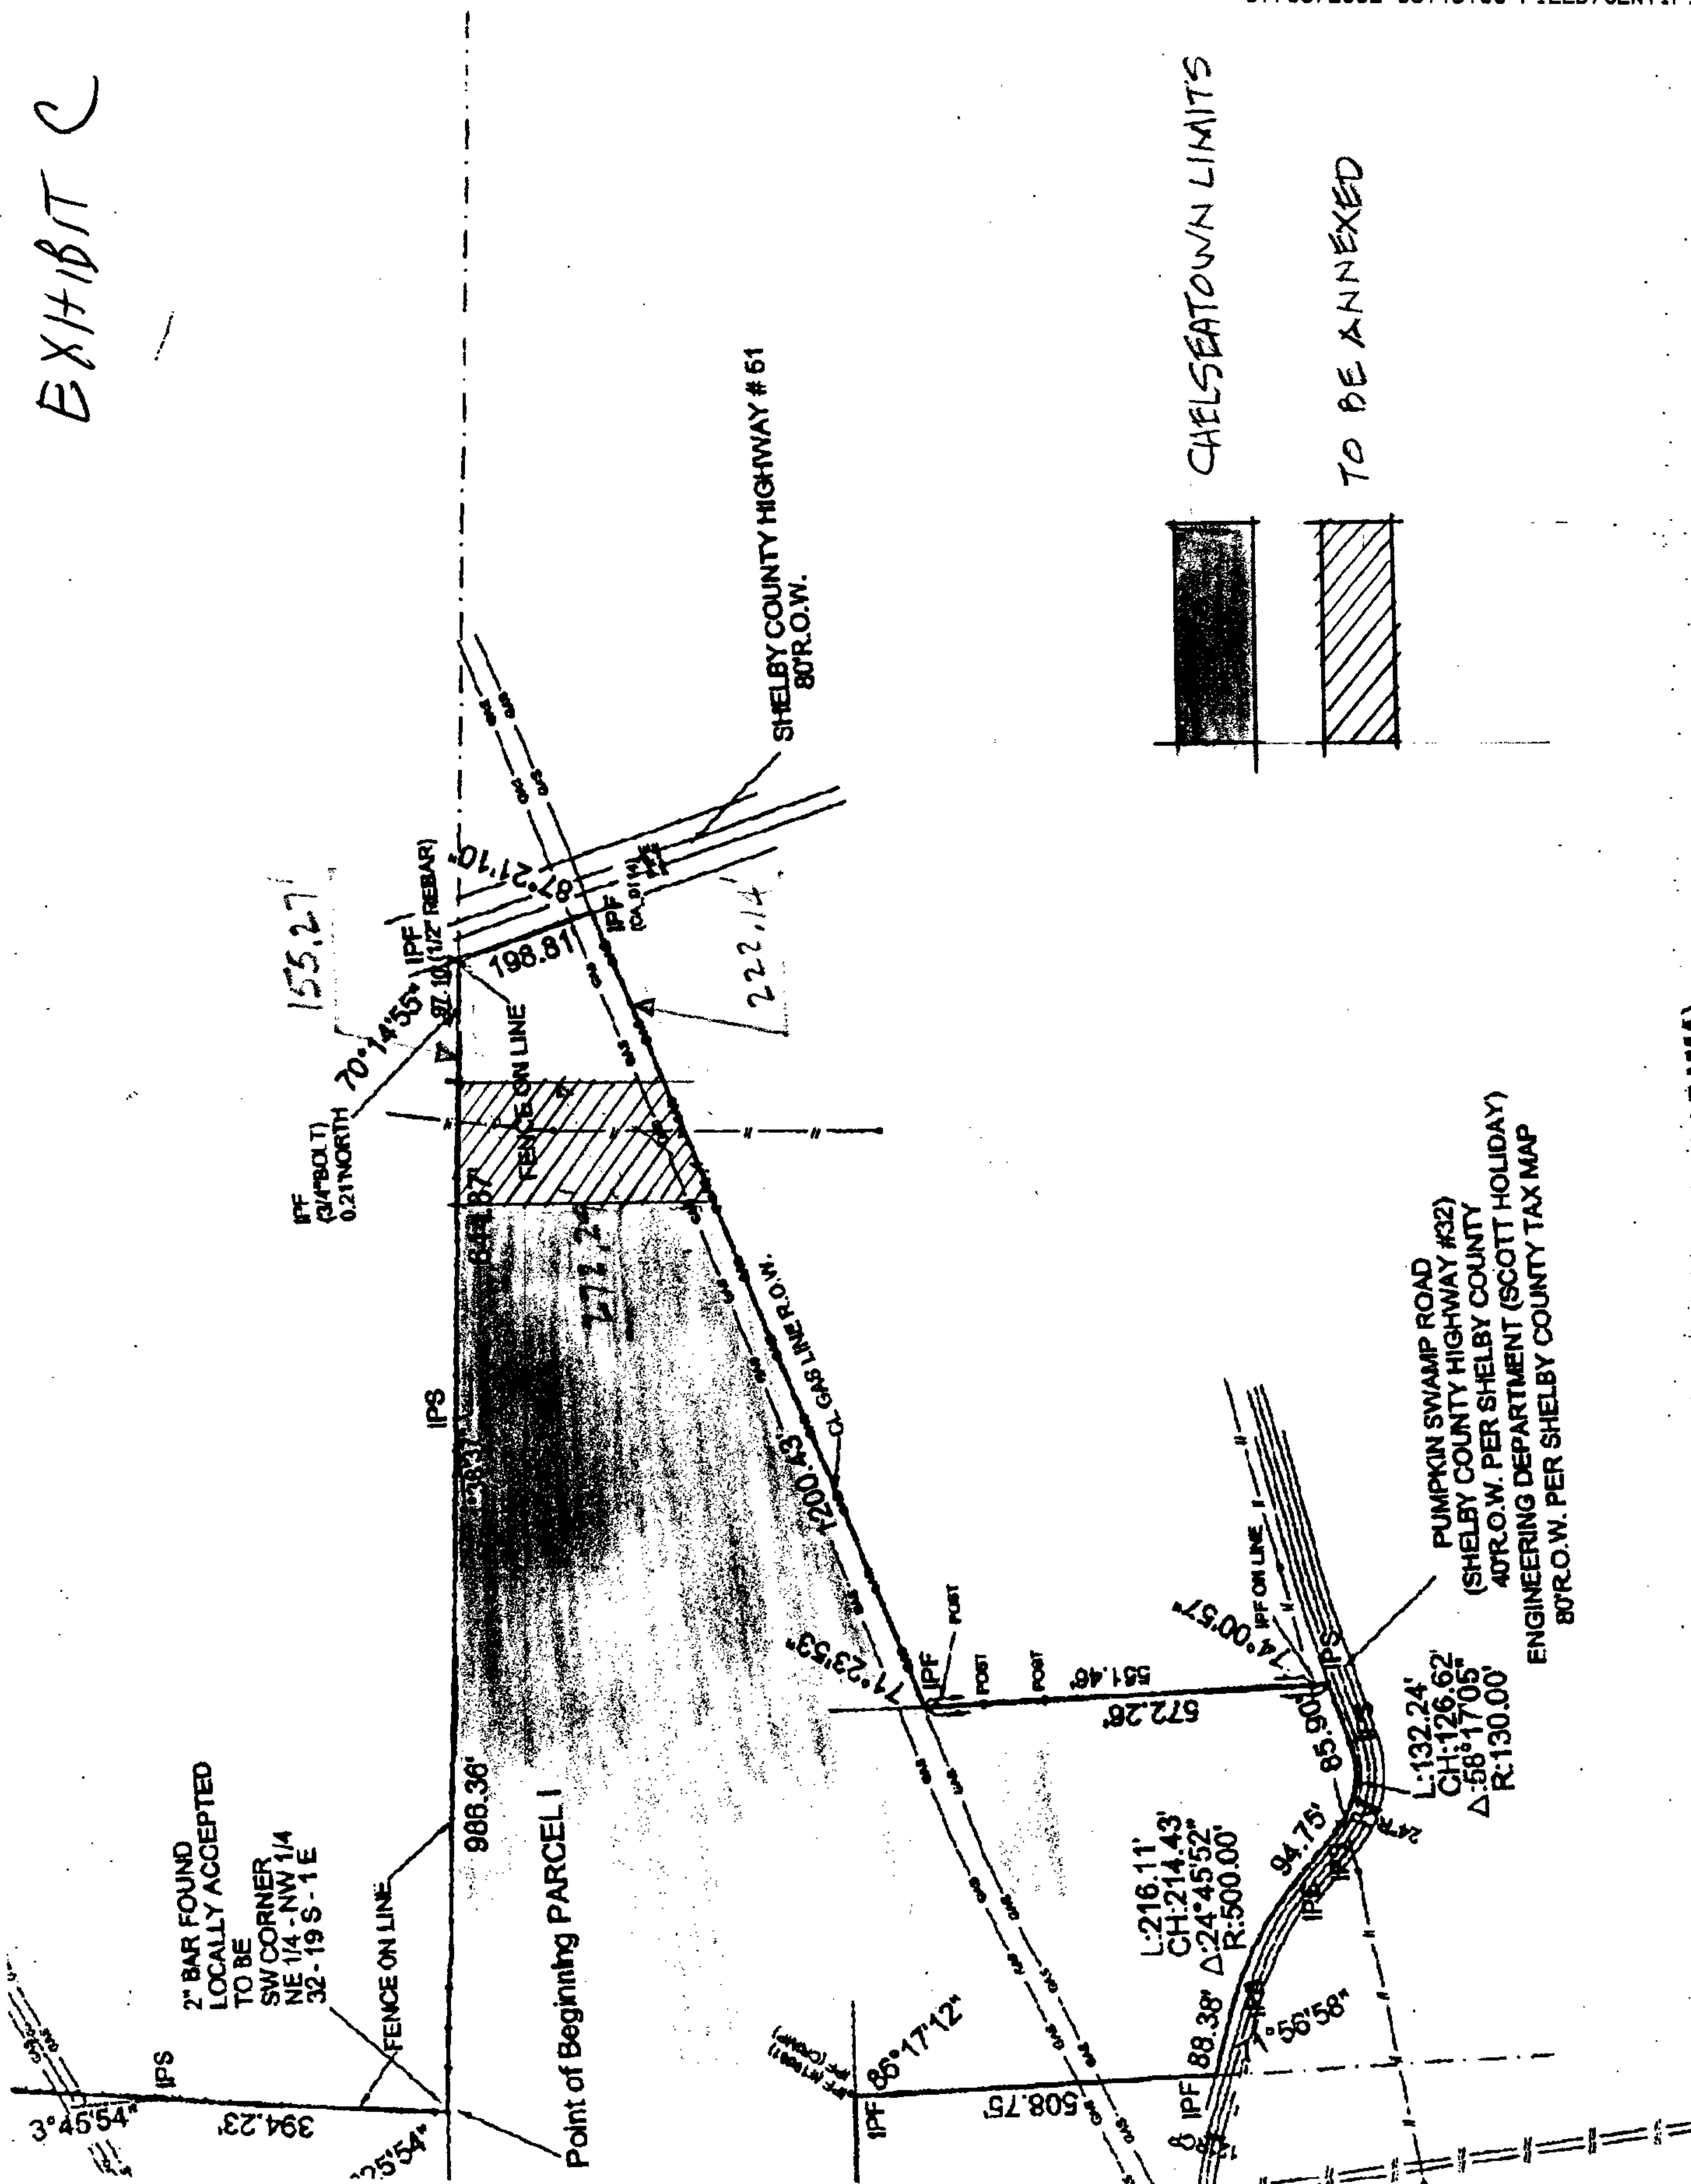 EXHIBIT C
155.27'
IPF
(3/4"BOLT)
0.21'NORTH
70°14'55"
97.10
IPF
(1/2" REBAR)
198.81
IPF
222.14'
SHELBY COUNTY HIGHWAY # 51
80'R.O.W.
CHELSEATOWN LIMITS
TO BE ANNEXED
FENCE ON LINE
IPS
988.36'
1200.43'
CL GAS LINE R.O.W.
GAS
71°23'53"
IPF
POST
POST
POST
551.46'
572.26'
14°00'57"
IPF ON LINE
IPS
85.90'
PUMPKIN SWAMP ROAD
(SHELBY COUNTY HIGHWAY #32)
40'R.O.W. PER SHELBY COUNTY
ENGINEERING DEPARTMENT (SCOTT HOLIDAY)
80'R.O.W. PER SHELBY COUNTY TAX MAP
L:132.24'
CH:126.62'
Δ:58°17'05"
R:130.00'
2" BAR FOUND
LOCALLY ACCEPTED
TO BE
SW CORNER
NE 1/4 - NW 1/4
32 - 19 S - 1 E
FENCE ON LINE
Point of Beginning PARCEL I
IPS
394.23'
3°45'54"
L:216.11'
CH:214.43'
Δ:24°45'52"
R:500.00'
94.75'
IPF
88.38'
IPF
IPF
86°17'12"
508.75'